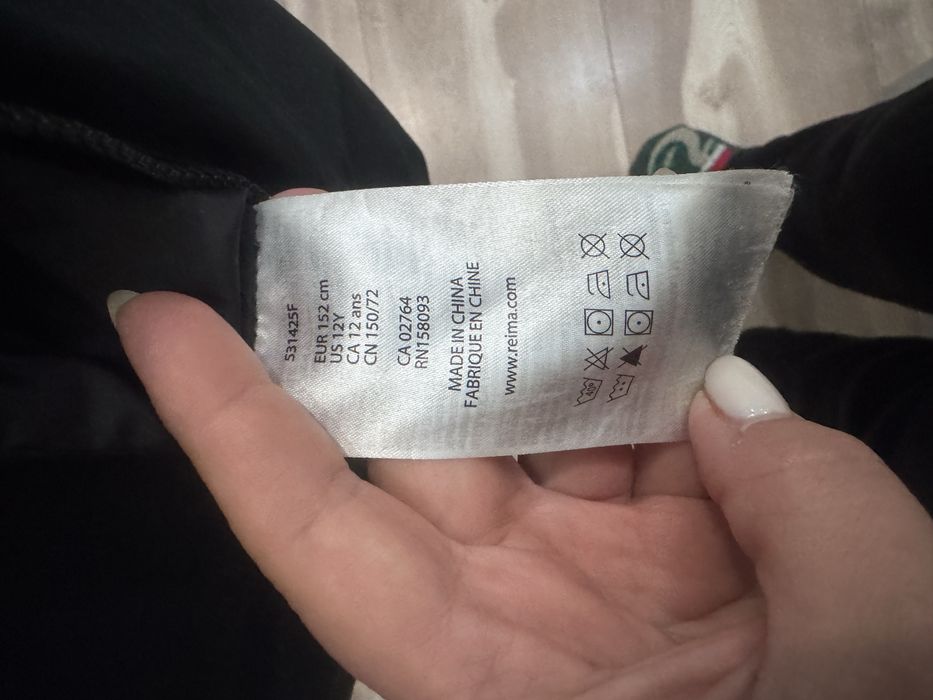 531425F
EUR 152 cm
US 12Y
CA 12 ans
CN 150/72
CA 02764
RN158093
MADE IN CHINA
FABRIQUE EN CHINE
www.reima.com